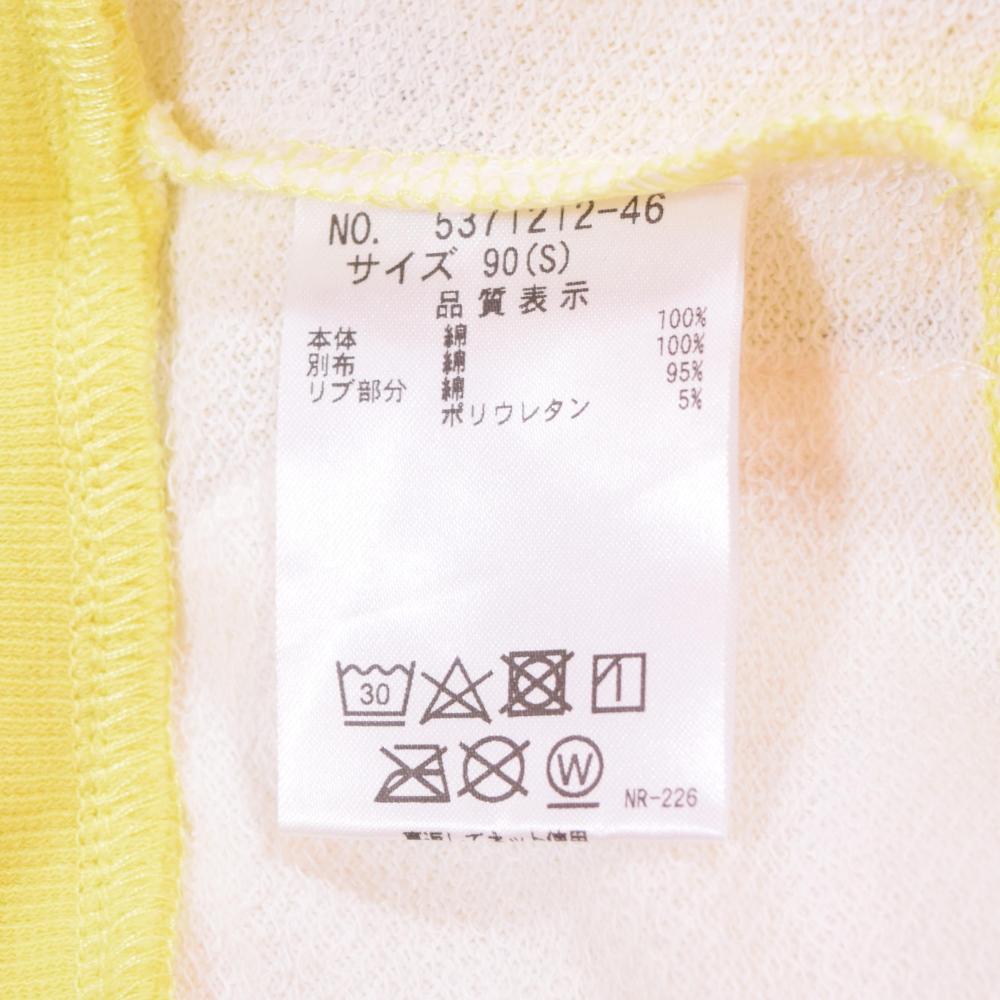 NO. 5371212-46
サイズ 90(S)
品質表示
本体 綿 100%
別布 綿 100%
リブ部分 綿 95%
ポリウレタン 5%
30
W
NR-226